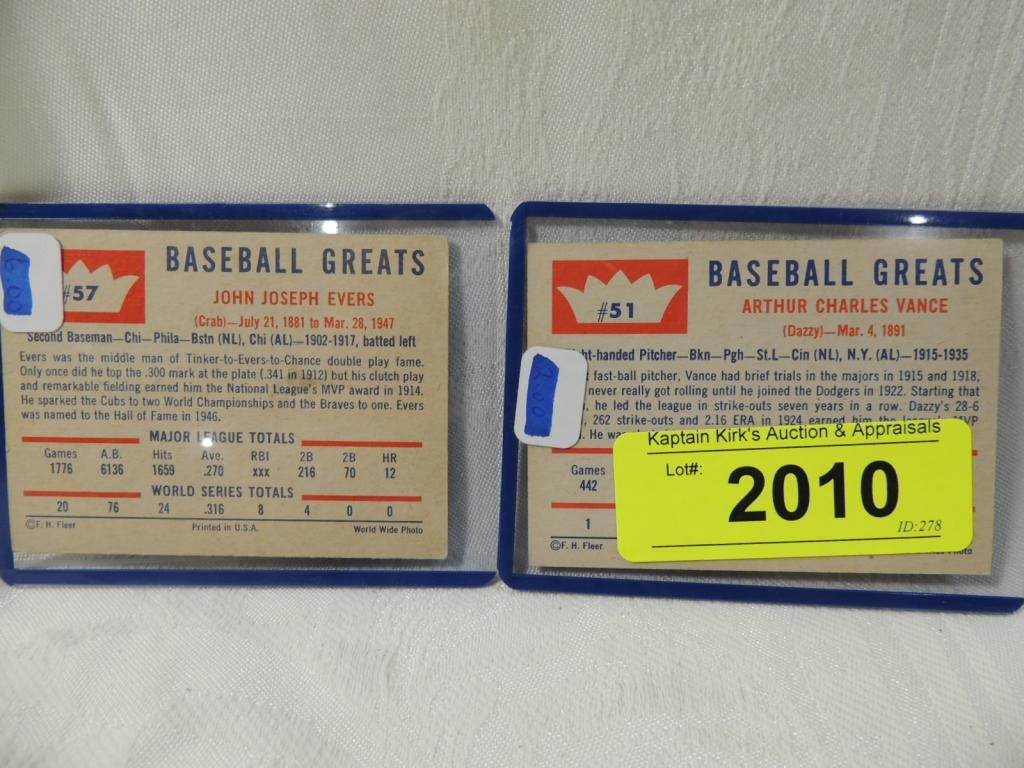 6.00
#57
BASEBALL GREATS
JOHN JOSEPH EVERS
(Crab)—July 21, 1881 to Mar. 28, 1947
Second Baseman—Chi—Phila—Bstn (NL), Chi (AL)—1902-1917, batted left
Evers was the middle man of Tinker-to-Evers-to-Chance double play fame.
Only once did he top the .300 mark at the plate (.341 in 1912) but his clutch play
and remarkable fielding earned him the National League's MVP award in 1914.
He sparked the Cubs to two World Championships and the Braves to one. Evers
was named to the Hall of Fame in 1946.
MAJOR LEAGUE TOTALS
Games A.B. Hits Ave. RBI 2B 2B HR
1776 6136 1659 .270 xxx 216 70 12
WORLD SERIES TOTALS
20 76 24 .316 8 4 0 0
©F. H. Fleer Printed in U.S.A. World Wide Photo
#51
BASEBALL GREATS
ARTHUR CHARLES VANCE
(Dazzy)—Mar. 4, 1891
ht-handed Pitcher—Bkn—Pgh—St.L—Cin (NL), N.Y. (AL)—1915-1935
2.00
fast-ball pitcher, Vance had brief trials in the majors in 1915 and 1918,
never really got rolling until he joined the Dodgers in 1922. Starting that
, he led the league in strike-outs seven years in a row. Dazzy's 28-6
, 262 strike-outs and 2.16 ERA in 1924 earned him the league's MVP
. He was
Games
442
1
©F. H. Fleer
Kaptain Kirk's Auction & Appraisals
Lot#: 2010
ID:278